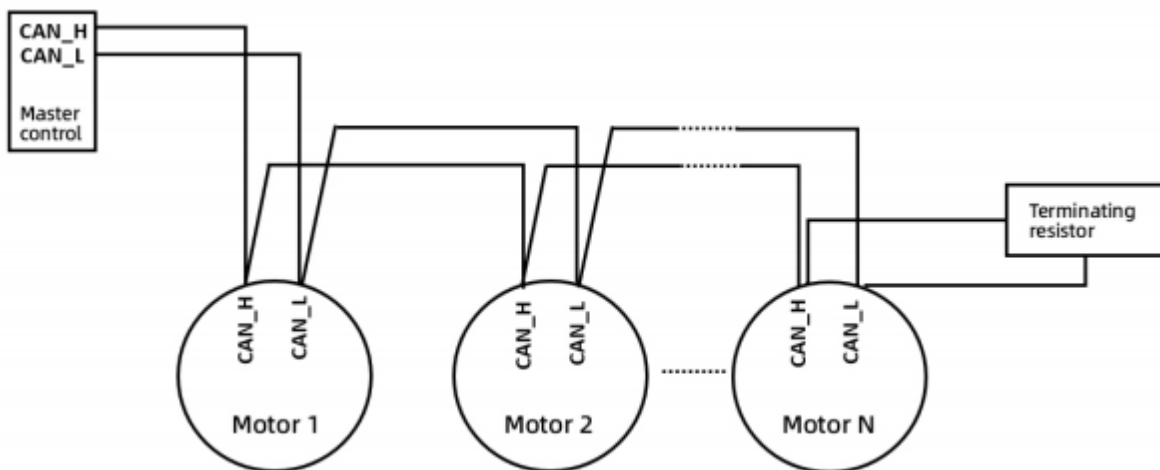 CAN_H
CAN_L
Master
control
Terminating
resistor
CAN_H
CAN_L
Motor 1
CAN_H
CAN_L
Motor 2
CAN_H
CAN_L
Motor N